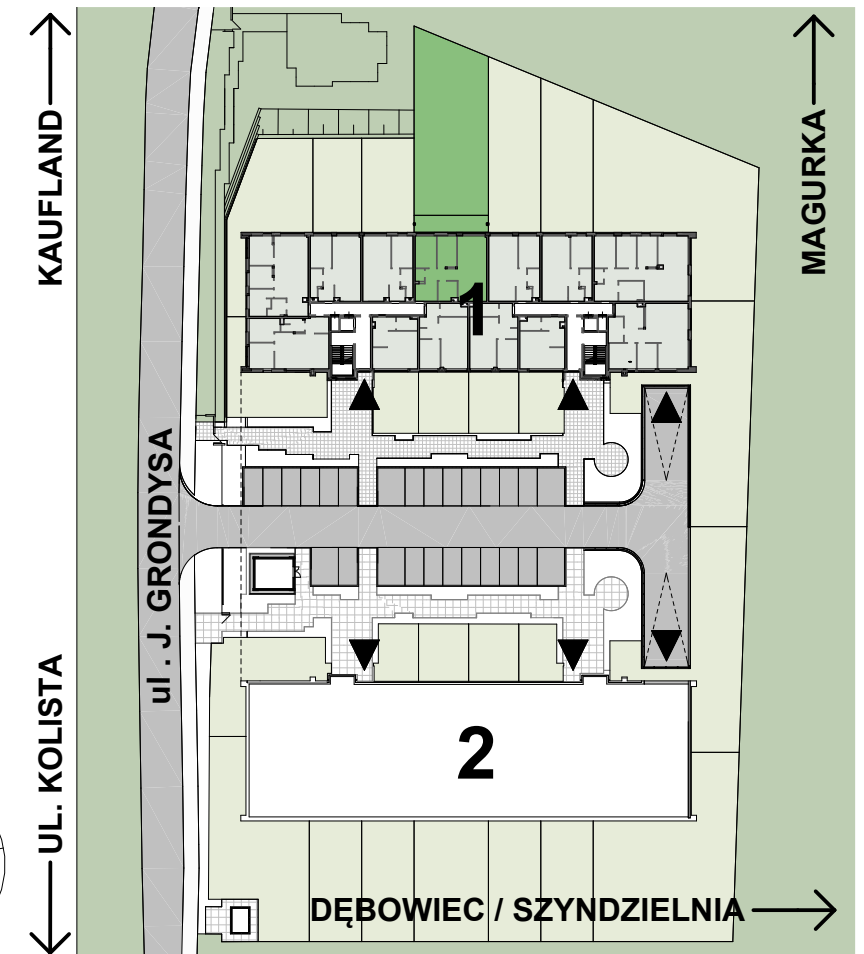 KAUFLAND
MAGURKA
1
ul . J. GRONDYSA
UL. KOLISTA
2
DĘBOWIEC / SZYNDZIELNIA